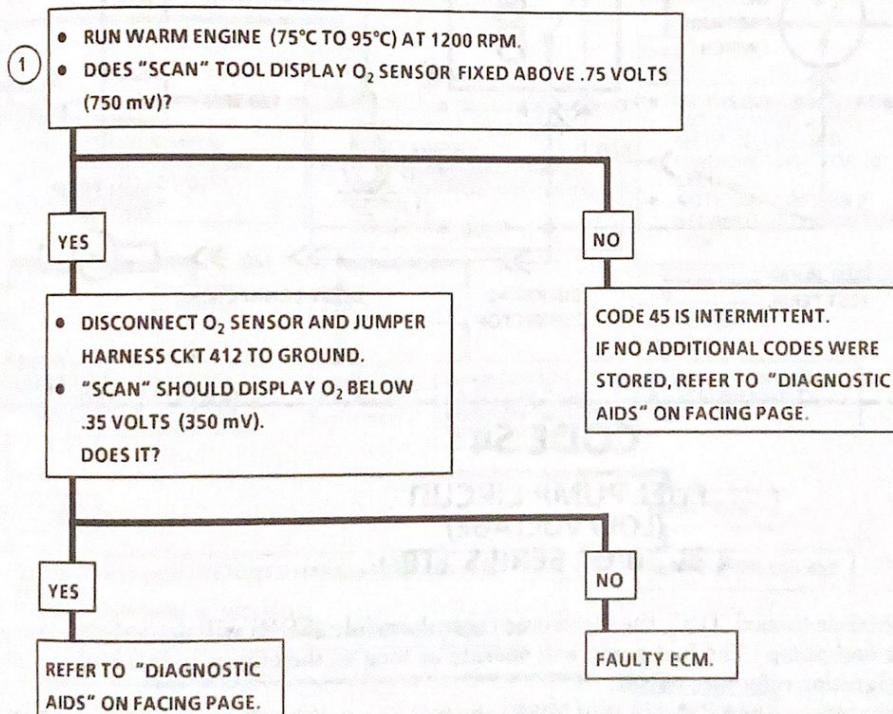 1
• RUN WARM ENGINE (75°C TO 95°C) AT 1200 RPM.
• DOES "SCAN" TOOL DISPLAY O₂ SENSOR FIXED ABOVE .75 VOLTS
(750 mV)?
YES
NO
• DISCONNECT O₂ SENSOR AND JUMPER
HARNESS CKT 412 TO GROUND.
• "SCAN" SHOULD DISPLAY O₂ BELOW
.35 VOLTS (350 mV).
DOES IT?
CODE 45 IS INTERMITTENT.
IF NO ADDITIONAL CODES WERE
STORED, REFER TO "DIAGNOSTIC
AIDS" ON FACING PAGE.
YES
NO
REFER TO "DIAGNOSTIC
AIDS" ON FACING PAGE.
FAULTY ECM.